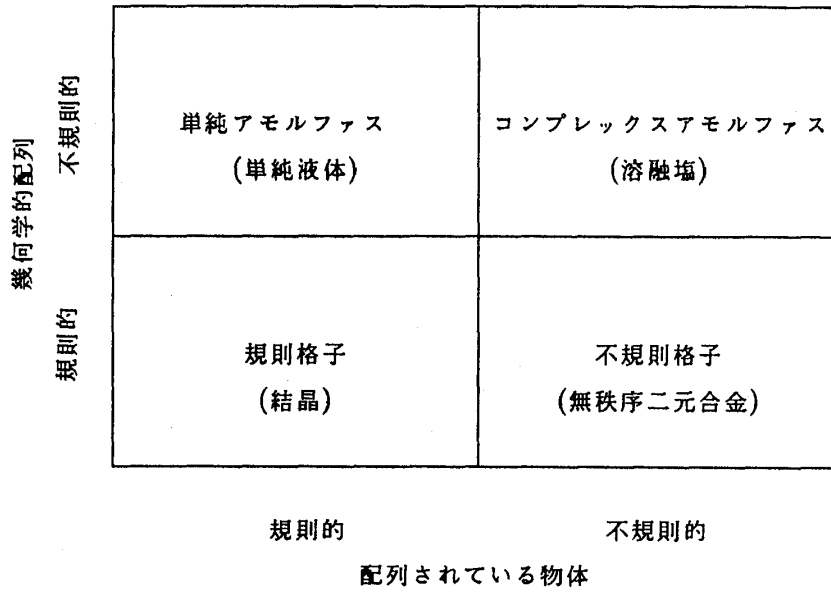 幾何学的配列
不規則的
規則的
単純アモルファス
(単純液体)
コンプレックスアモルファス
(溶融塩)
規則格子
(結晶)
不規則格子
(無秩序二元合金)
規則的
不規則的
配列されている物体